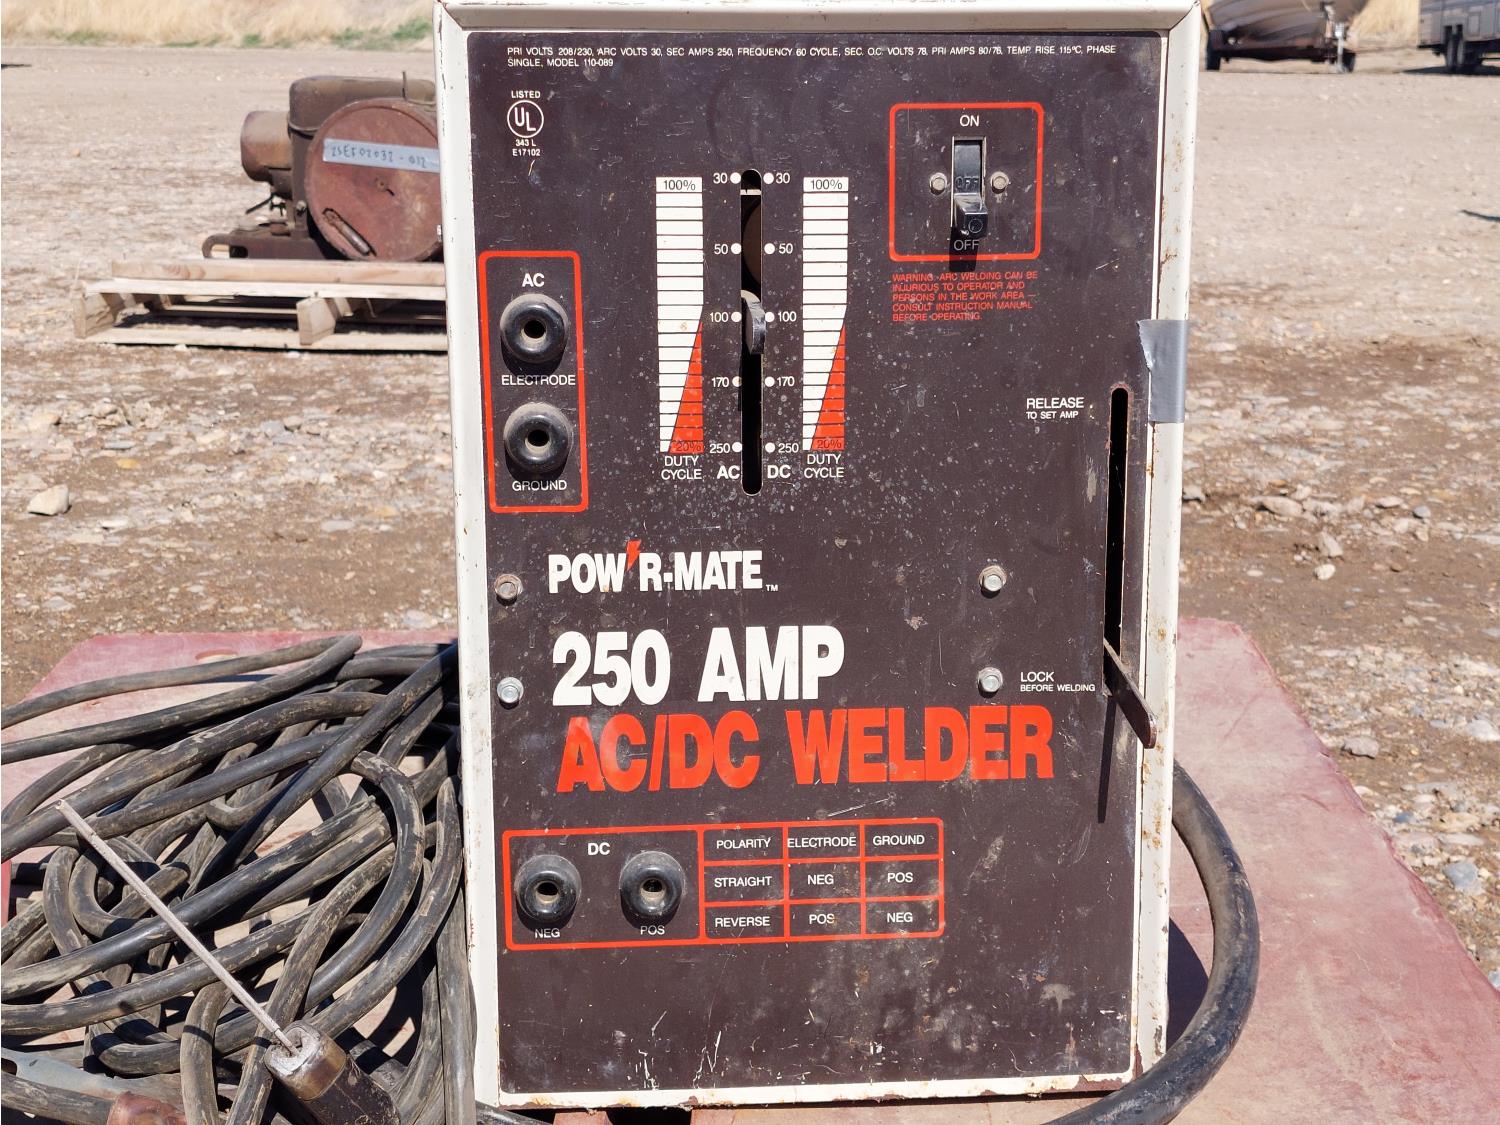 PRI VOLTS 208/230, ARC VOLTS 30, SEC AMPS 250, FREQUENCY 60 CYCLE, SEC. O.C. VOLTS 78, PRI AMPS 80/76, TEMP. RISE 115°C, PHASE
SINGLE, MODEL 110-089
LISTED
UL
343 L
E17102
ON
OFF
OFF
WARNING: ARC WELDING CAN BE
INJURIOUS TO OPERATOR AND
PERSONS IN THE WORK AREA —
CONSULT INSTRUCTION MANUAL
BEFORE OPERATING.
100% 30 30 100%
50 50
100 100
170 170
20% 250 250 20%
DUTY CYCLE AC DC DUTY CYCLE
AC
ELECTRODE
GROUND
RELEASE
TO SET AMP
POW'R-MATE™
250 AMP
AC/DC WELDER
LOCK
BEFORE WELDING
DC
NEG POS
POLARITY ELECTRODE GROUND
STRAIGHT NEG POS
REVERSE POS NEG